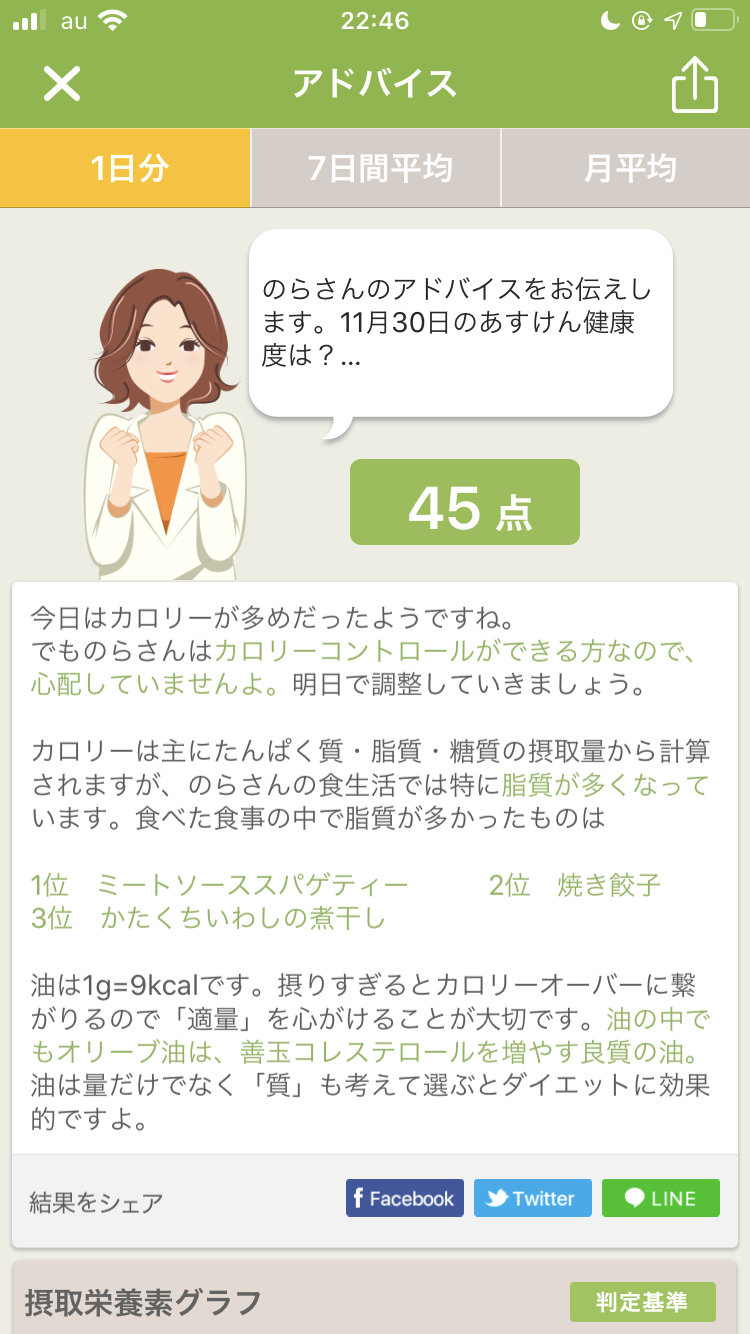 au 22:46
アドバイス
1日分 7日間平均 月平均
のらさんのアドバイスをお伝えし
ます。11月30日のあすけん健康
度は？...
45 点
今日はカロリーが多めだったようですね。
でものらさんはカロリーコントロールができる方なので、
心配していませんよ。明日で調整していきましょう。
カロリーは主にたんぱく質・脂質・糖質の摂取量から計算
されますが、のらさんの食生活では特に脂質が多くなって
います。食べた食事の中で脂質が多かったものは
1位 ミートソーススパゲティー 2位 焼き餃子
3位 かたくちいわしの煮干し
油は1g=9kcalです。摂りすぎるとカロリーオーバーに繋
がりるので「適量」を心がけることが大切です。油の中で
もオリーブ油は、善玉コレステロールを増やす良質の油。
油は量だけでなく「質」も考えて選ぶとダイエットに効果
的ですよ。
結果をシェア f Facebook Twitter LINE
摂取栄養素グラフ 判定基準